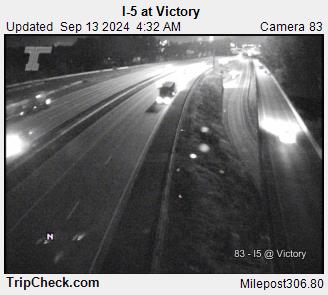 I-5 at Victory
Updated Sep 13 2024 4:32 AM Camera 83
T
N
83 - I5 @ Victory
TripCheck.com Milepost306.80